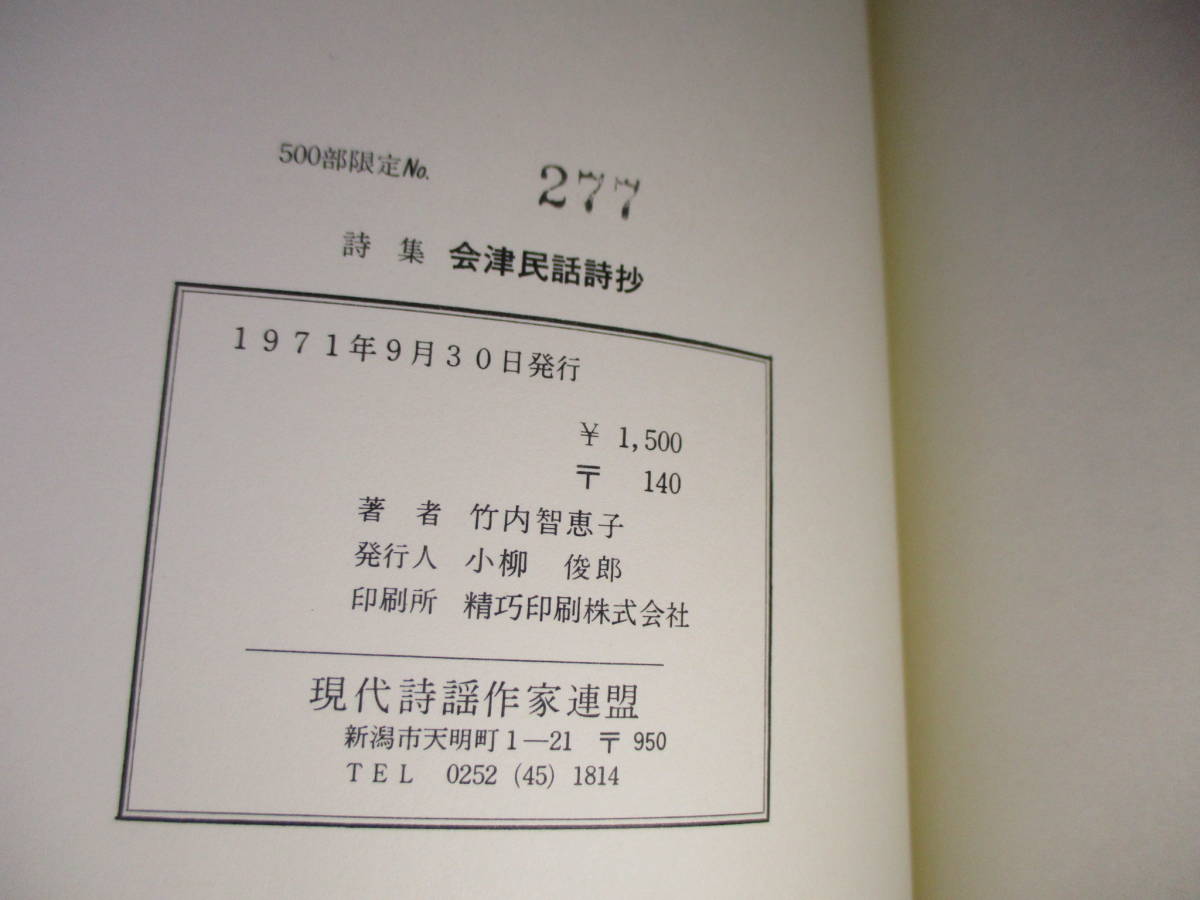 500部限定No. 277
詩集 会津民話詩抄
1971年9月30日発行
¥ 1,500
〒 140
著者 竹内智恵子
発行人 小柳 俊郎
印刷所 精巧印刷株式会社
現代詩謡作家連盟
新潟市天明町1―21 〒 950
TEL 0252 (45) 1814